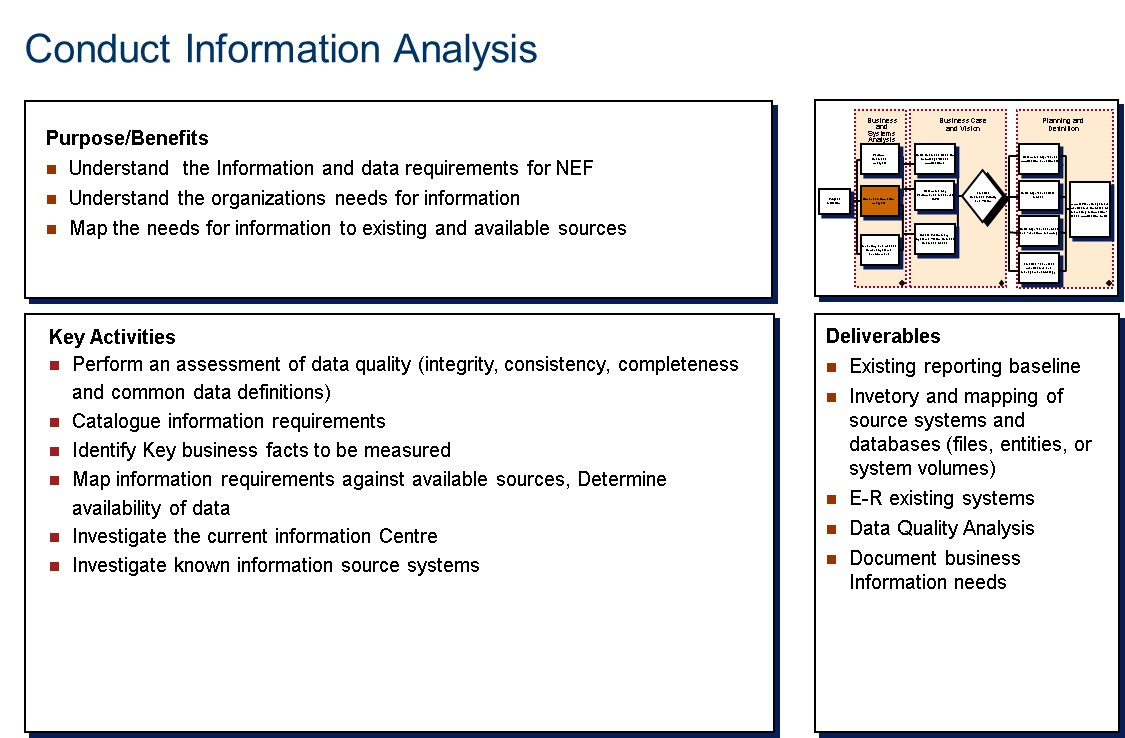 Conduct Information Analysis
Purpose/Benefits
Understand  the Information and data requirements for NEF
Understand the organizations needs for information
Map the needs for information to existing and available sources
Business
and
Systems
Analysis
Business Case
and Vision
Planning and
Definition
Key Activities
Perform an assessment of data quality (integrity, consistency, completeness
and common data definitions)
Catalogue information requirements
Identify Key business facts to be measured
Map information requirements against available sources, Determine
availability of data
Investigate the current information Centre
Investigate known information source systems
Deliverables
Existing reporting baseline
Invetory and mapping of
source systems and
databases (files, entities, or
system volumes)
E-R existing systems
Data Quality Analysis
Document business
Information needs